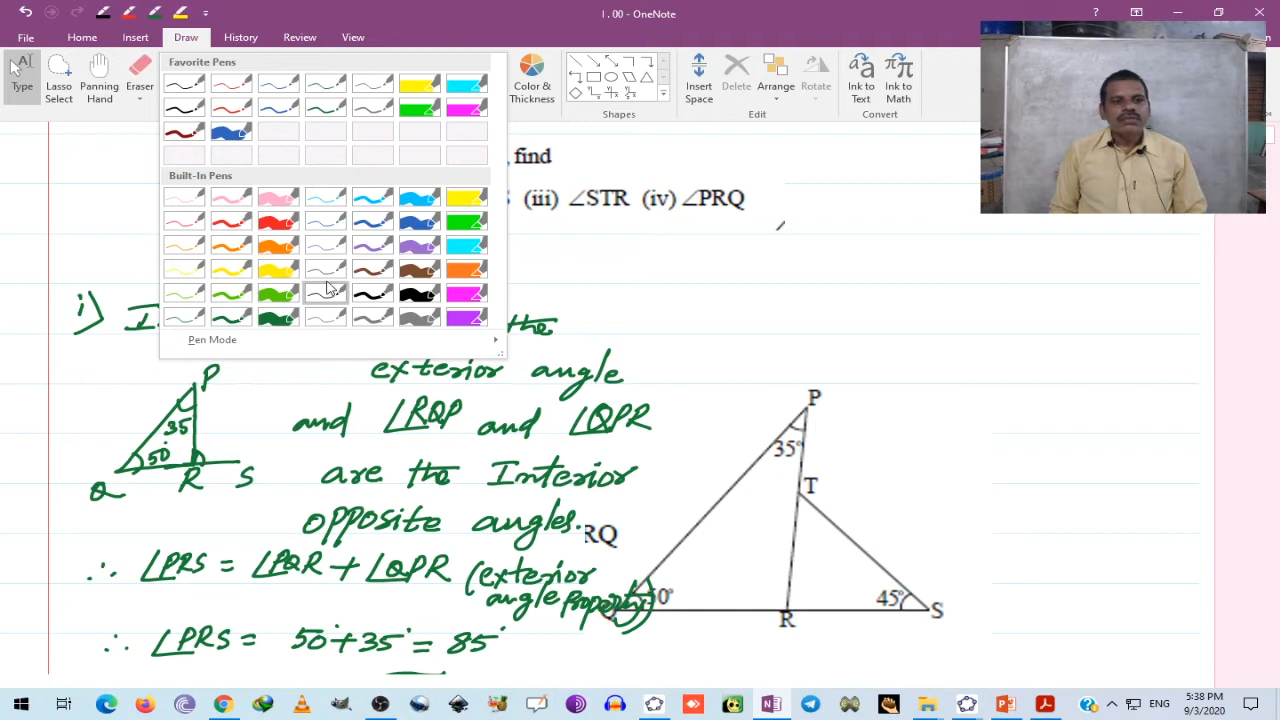 1.00 - OneNote
File Home Insert Draw History Review View
Type
Lasso
Select
Panning
Hand
Eraser
Favorite Pens
Built-In Pens
Pen Mode
Color &
Thickness
Shapes
Insert
Space
Delete
Arrange
Rotate
Edit
Ink to
Text
Ink to
Math
Convert
, find
(iii) ∠STR (iv) ∠PRQ
i) the
exterior angle
and ∠RQP and ∠QPR
are the Interior
opposite angles.
∴ ∠PRS = ∠PQR + ∠QPR (exterior
angle property)
∴ ∠PRS = 50° + 35° = 85°
P
35
50°
Q R S
RQ
P
35°
T
50°
R
45°
S
ENG
5:38 PM
9/3/2020